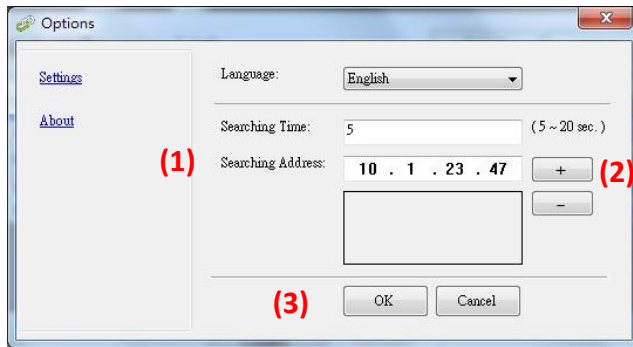 Options
Settings
About
Language:
English
Searching Time:
5
( 5 ~ 20 sec. )
(1)
Searching Address:
10 . 1 . 23 . 47
+
(2)
-
(3)
OK
Cancel